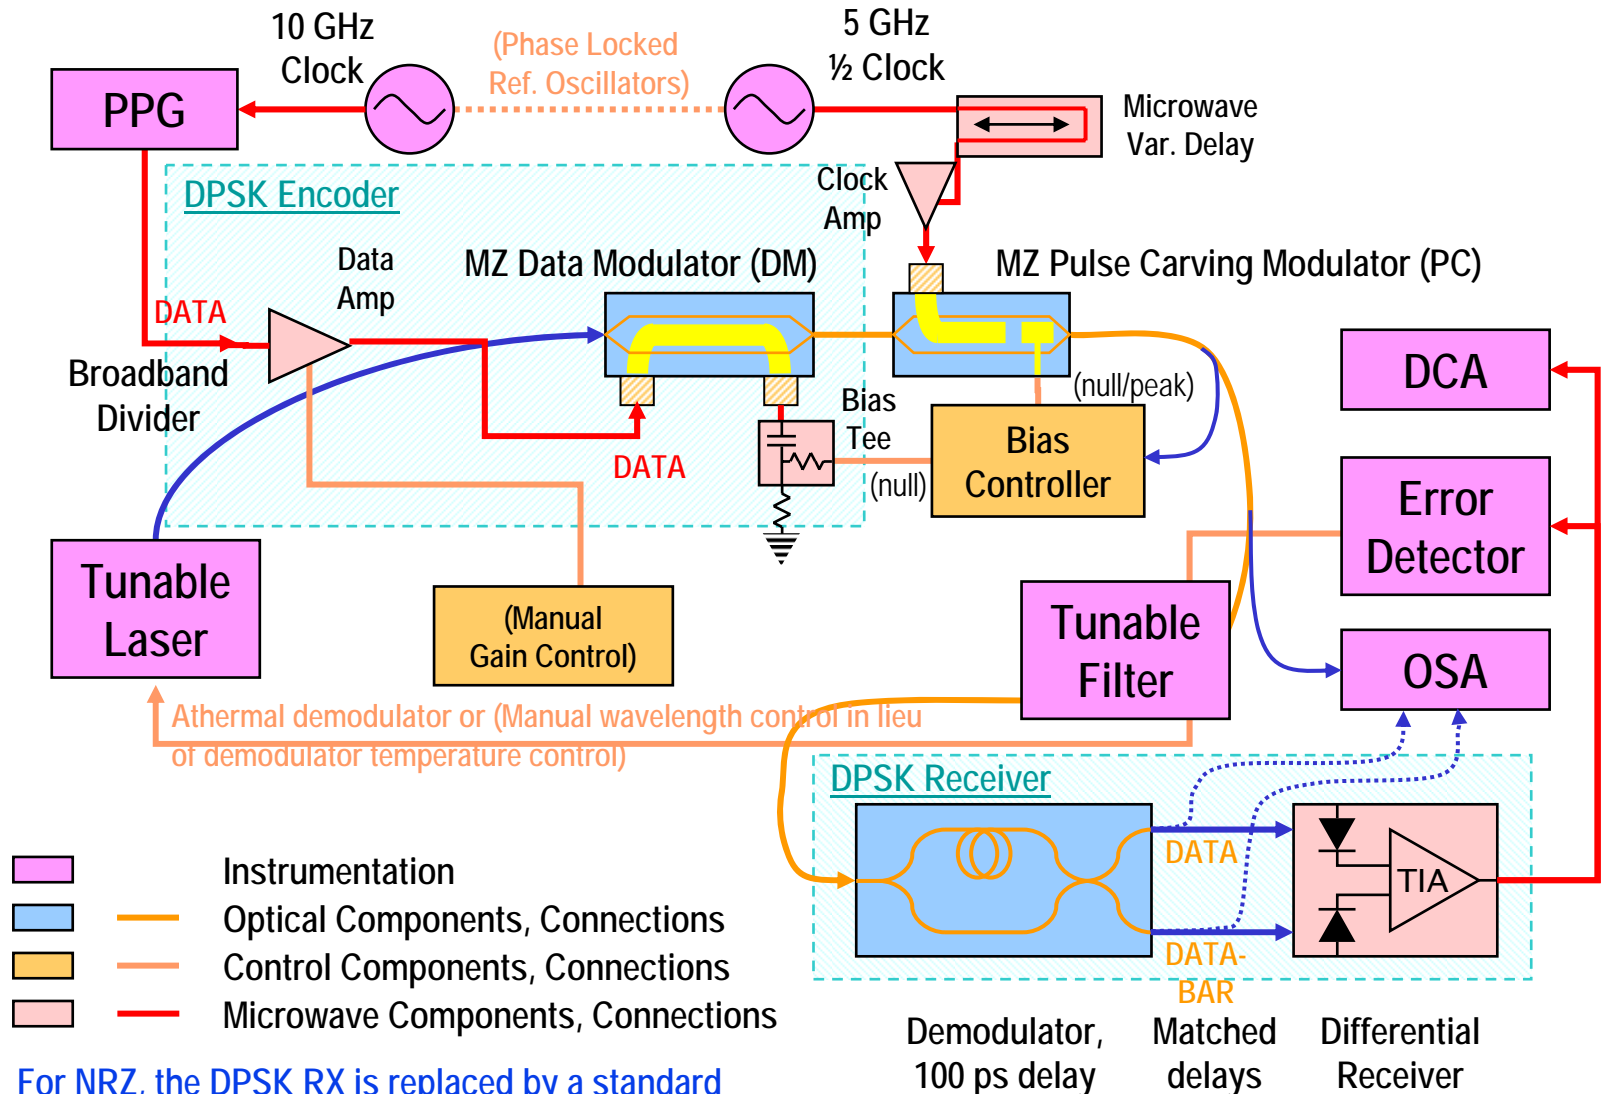 10 GHz
Clock
(Phase Locked
Ref. Oscillators)
5 GHz
½ Clock
PPG
Microwave
Var. Delay
DPSK Encoder
Clock
Amp
Data
Amp
MZ Data Modulator (DM)
MZ Pulse Carving Modulator (PC)
DATA
Broadband
Divider
DCA
(null/peak)
Bias
Tee
Bias
Controller
DATA
(null)
Error
Detector
Tunable
Laser
(Manual
Gain Control)
Tunable
Filter
OSA
Athermal demodulator or (Manual wavelength control in lieu
of demodulator temperature control)
DPSK Receiver
DATA
TIA
DATA-
BAR
Instrumentation
Optical Components, Connections
Control Components, Connections
Microwave Components, Connections
Demodulator,
100 ps delay
Matched
delays
Differential
Receiver
For NRZ, the DPSK RX is replaced by a standard